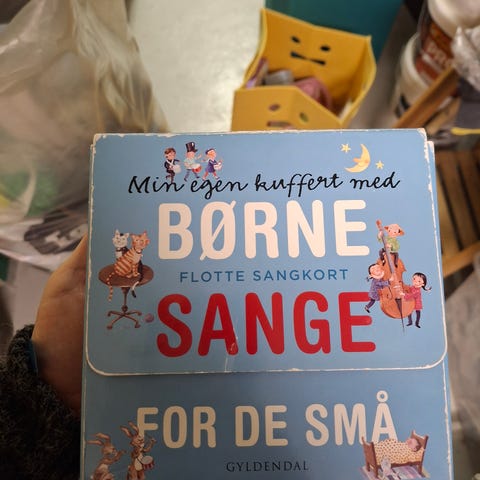 Min egen kuffert med
BØRNE
FLOTTE SANGKORT
SANGE
FOR DE SMÅ
GYLDENDAL